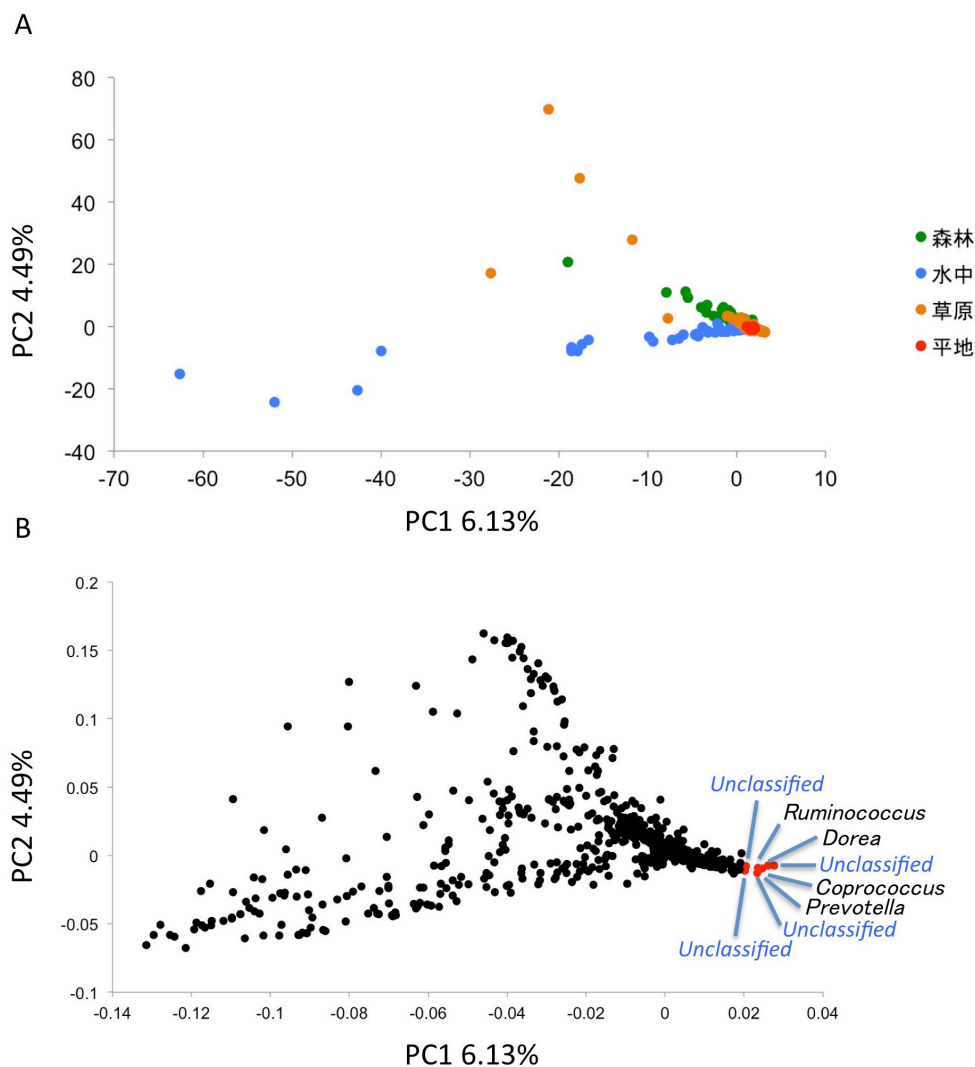 A
80
60
40
20
0
-20
-40
PC2 4.49%
-70 -60 -50 -40 -30 -20 -10 0 10
PC1 6.13%
森林
水中
草原
平地
B
0.2
0.15
0.1
0.05
0
-0.05
-0.1
PC2 4.49%
Unclassified
Ruminococcus
Dorea
Unclassified
Coprococcus
Prevotella
Unclassified
Unclassified
-0.14 -0.12 -0.1 -0.08 -0.06 -0.04 -0.02 0 0.02 0.04
PC1 6.13%